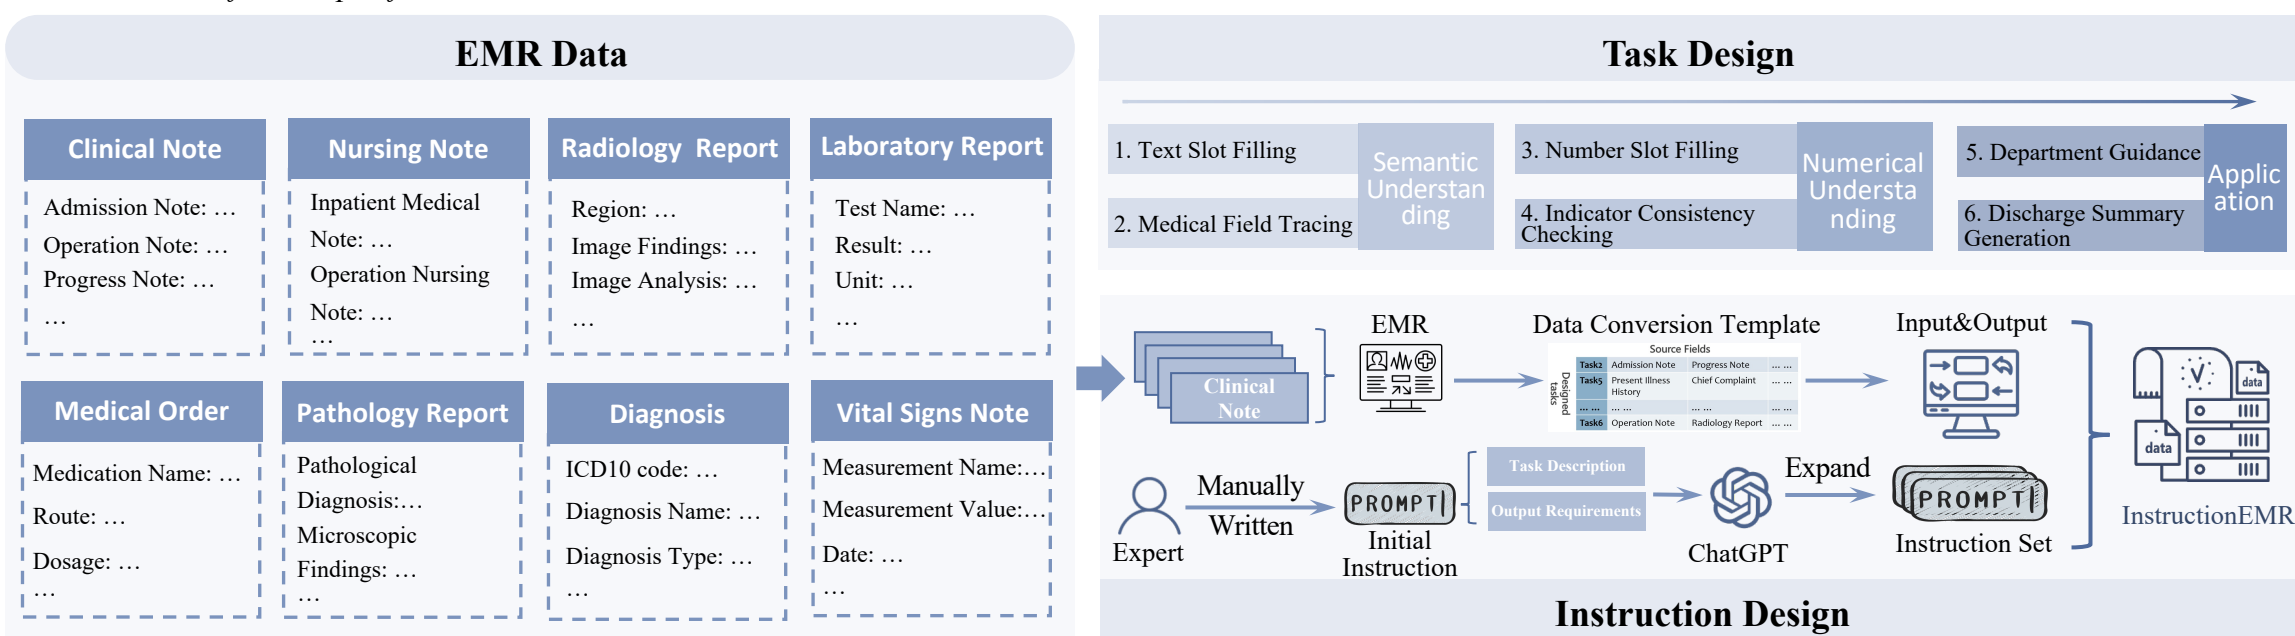 EMR Data
Clinical Note
Admission Note: …
Operation Note: …
Progress Note: …
…
Nursing Note
Inpatient Medical
Note: …
Operation Nursing
Note: …
…
Radiology Report
Region: …
Image Findings: …
Image Analysis: …
…
Laboratory Report
Test Name: …
Result: …
Unit: …
…
Medical Order
Medication Name: …
Route: …
Dosage: …
…
Pathology Report
Pathological
Diagnosis:…
Microscopic
Findings: …
…
Diagnosis
ICD10 code: …
Diagnosis Name: …
Diagnosis Type: …
…
Vital Signs Note
Measurement Name:…
Measurement Value:…
Date: …
…
Task Design
1. Text Slot Filling
2. Medical Field Tracing
Semantic
Understan
ding
3. Number Slot Filling
4. Indicator Consistency
Checking
Numerical
Understa
nding
5. Department Guidance
6. Discharge Summary
Generation
Applic
ation
Clinical
Note
EMR
Data Conversion Template
Source Fields
Designed
tasks
Task2 Admission Note Progress Note ... ...
Task5 Present Illness History Chief Complaint ... ...
... ... ... ... ... ... ... ...
Task6 Operation Note Radiology Report ... ...
Input&Output
Expert
Manually
Written
PROMPT
Initial
Instruction
Task Description
Output Requirements
ChatGPT
Expand
PROMPT
Instruction Set
V
data
data
InstructionEMR
Instruction Design